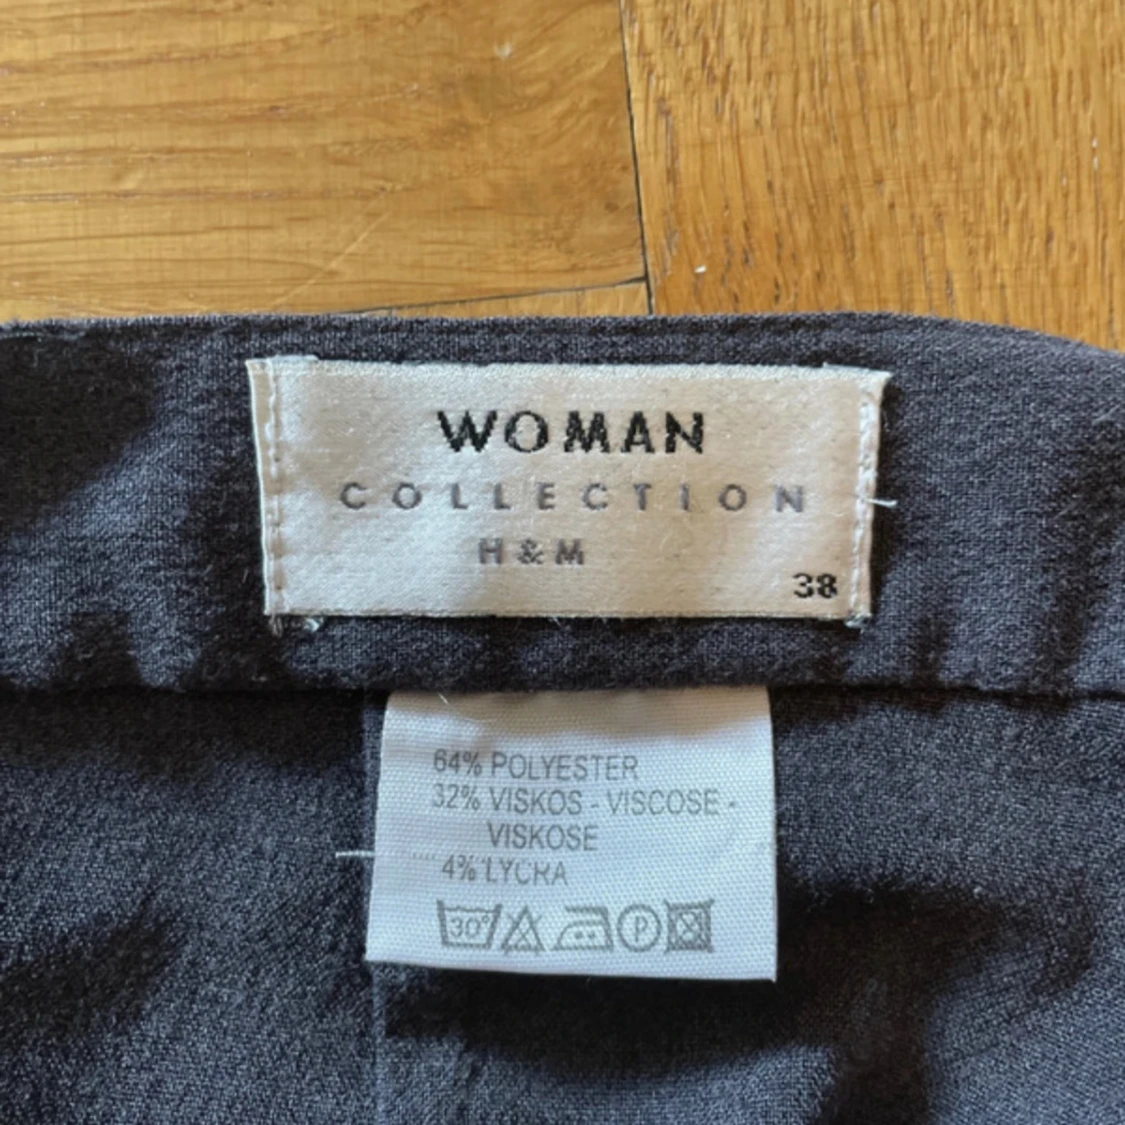 WOMAN
COLLECTION
H&M
38
64% POLYESTER
32% VISKOS - VISCOSE -
VISKOSE
4% LYCRA
30° P